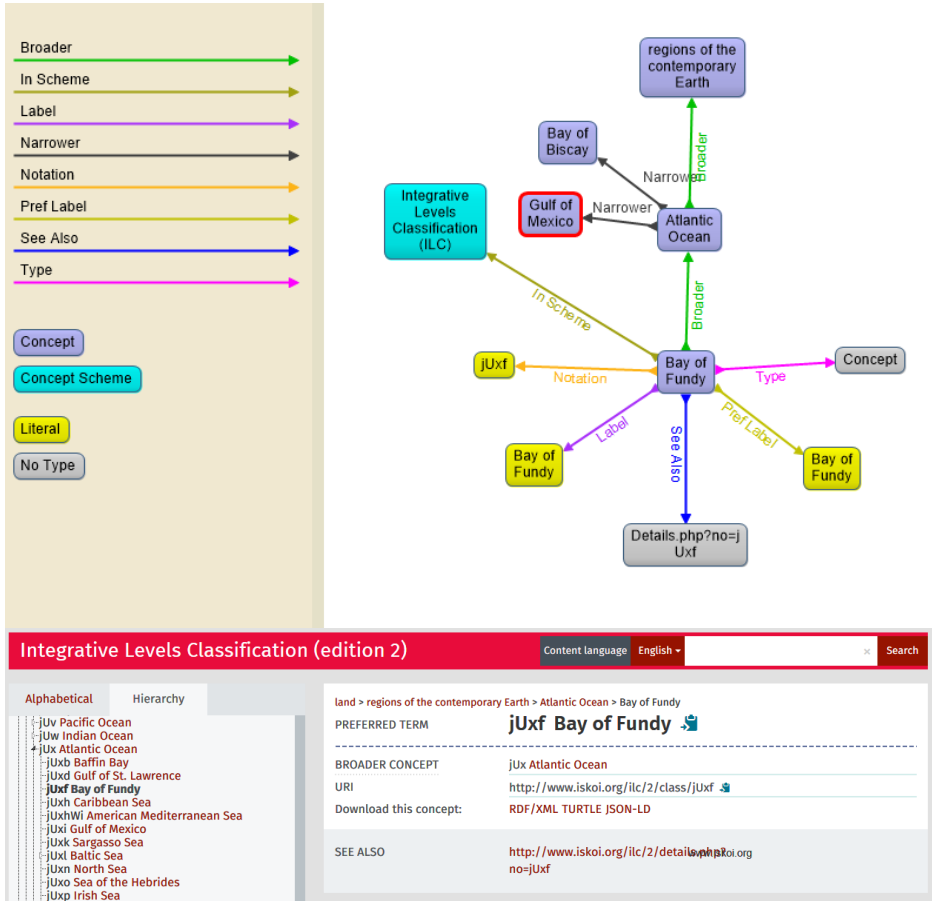 Broader
In Scheme
Label
Narrower
Notation
Pref Label
See Also
Type
Concept
Concept Scheme
Literal
No Type
regions of the
contemporary
Earth
Broader
Bay of
Biscay
Narrower
Integrative
Levels
Classification
(ILC)
Gulf of
Mexico
Narrower
Atlantic
Ocean
In Scheme
Broader
jUxf
Notation
Bay of
Fundy
Type
Concept
Label
See Also
Pref Label
Bay of
Fundy
Bay of
Fundy
Details.php?no=j
Uxf
Integrative Levels Classification (edition 2)
Content language
English
×
Search
Alphabetical
Hierarchy
jUv Pacific Ocean
jUw Indian Ocean
jUx Atlantic Ocean
jUxb Baffin Bay
jUxd Gulf of St. Lawrence
jUxf Bay of Fundy
jUxh Caribbean Sea
jUxhWi American Mediterranean Sea
jUxi Gulf of Mexico
jUxk Sargasso Sea
jUxl Baltic Sea
jUxn North Sea
jUxo Sea of the Hebrides
jUxp Irish Sea
land > regions of the contemporary Earth > Atlantic Ocean > Bay of Fundy
PREFERRED TERM
jUxf Bay of Fundy
BROADER CONCEPT
jUx Atlantic Ocean
URI
http://www.iskoi.org/ilc/2/class/jUxf
Download this concept:
RDF/XML TURTLE JSON-LD
SEE ALSO
http://www.iskoi.org/ilc/2/details.php?
no=jUxf
www.iskoi.org